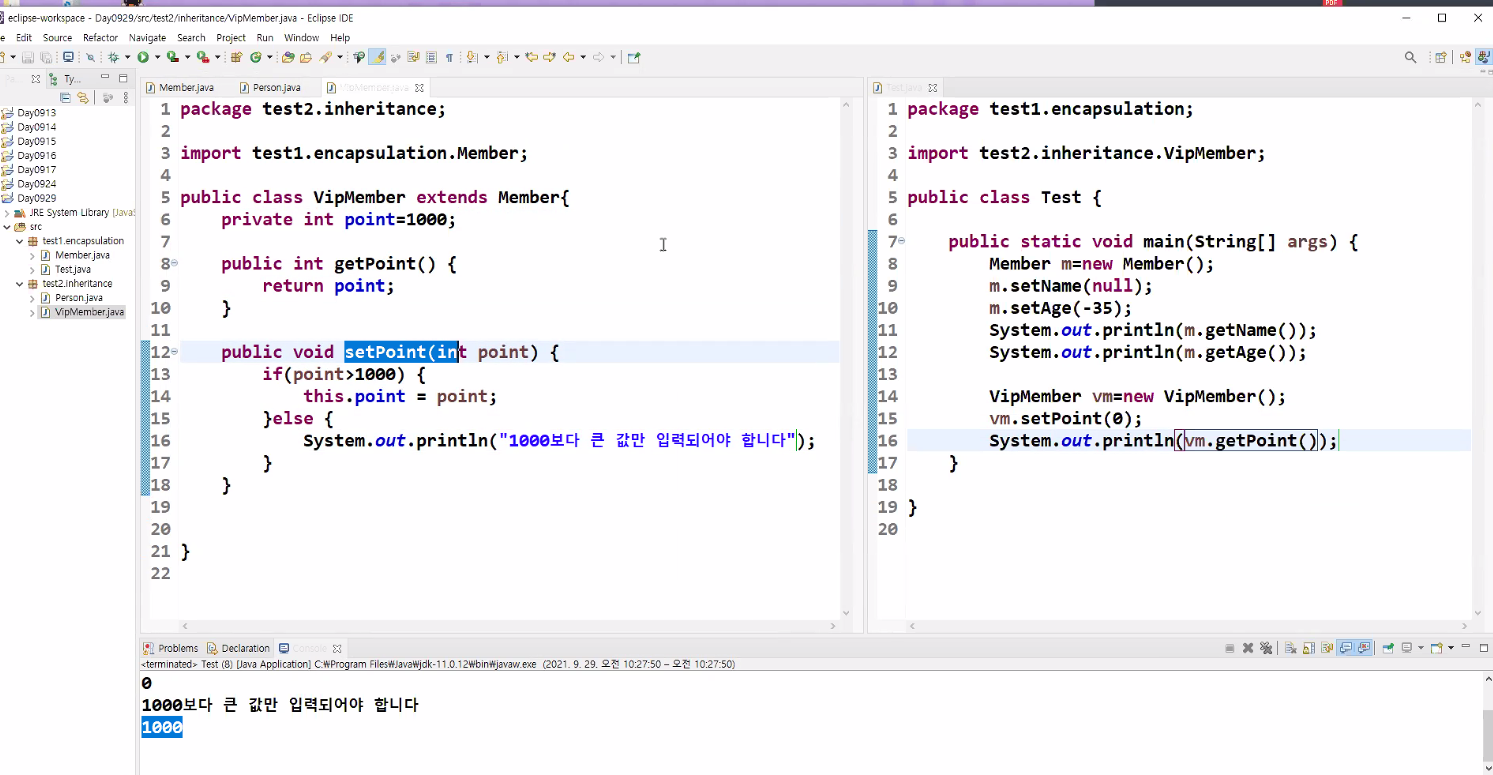 eclipse-workspace - Day0929/src/test2/inheritance/VipMember.java - Eclipse IDE
Edit Source Refactor Navigate Search Project Run Window Help
Ty...
Member.java Person.java VipMember.java
Test.java
Day0913
Day0914
Day0915
Day0916
Day0917
Day0924
Day0929
JRE System Library [Java
src
test1.encapsulation
Member.java
Test.java
test2.inheritance
Person.java
VipMember.java
1 package test2.inheritance;
2
3 import test1.encapsulation.Member;
4
5 public class VipMember extends Member{
6 private int point=1000;
7
8 public int getPoint() {
9 return point;
10 }
11
12 public void setPoint(int point) {
13 if(point>1000) {
14 this.point = point;
15 }else {
16 System.out.println("1000보다 큰 값만 입력되어야 합니다");
17 }
18 }
19
20
21 }
22
1 package test1.encapsulation;
2
3 import test2.inheritance.VipMember;
4
5 public class Test {
6
7 public static void main(String[] args) {
8 Member m=new Member();
9 m.setName(null);
10 m.setAge(-35);
11 System.out.println(m.getName());
12 System.out.println(m.getAge());
13
14 VipMember vm=new VipMember();
15 vm.setPoint(0);
16 System.out.println(vm.getPoint());
17 }
18
19 }
20
Problems Declaration Console
<terminated> Test (8) [Java Application] C:₩Program Files₩Java₩jdk-11.0.12₩bin₩javaw.exe (2021. 9. 29. 오전 10:27:50 – 오전 10:27:50)
0
1000보다 큰 값만 입력되어야 합니다
1000